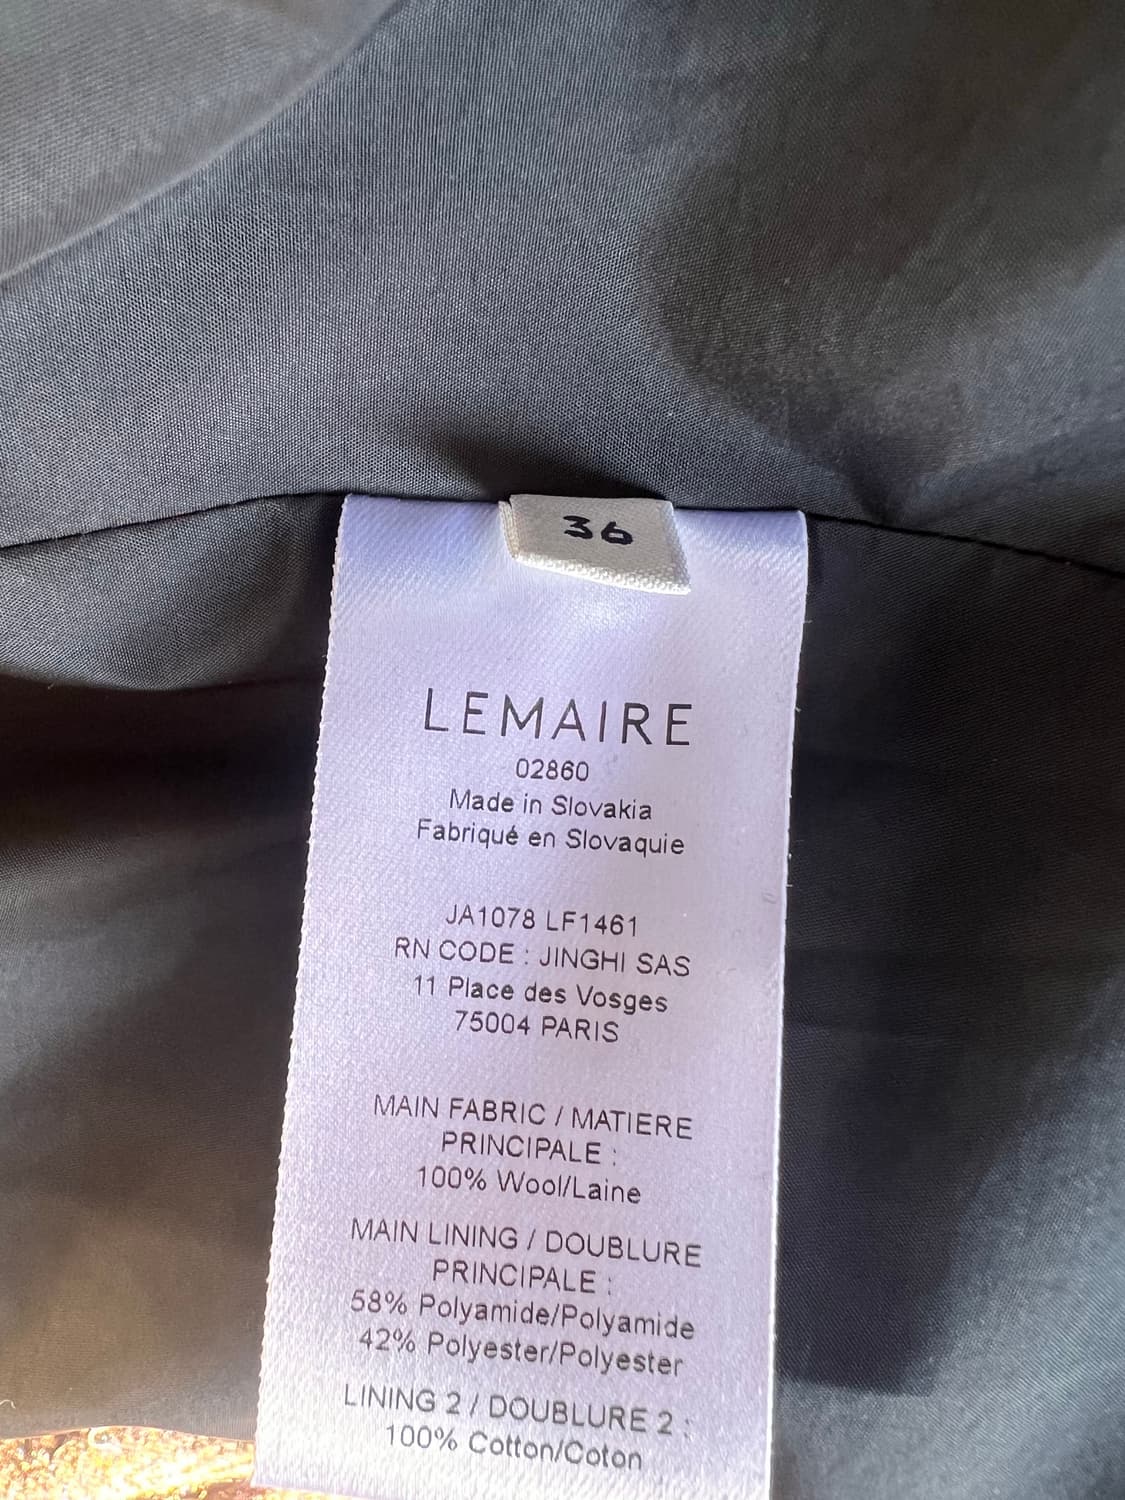 36
LEMAIRE
02860
Made in Slovakia
Fabriqué en Slovaquie
JA1078 LF1461
RN CODE : JINGHI SAS
11 Place des Vosges
75004 PARIS
MAIN FABRIC / MATIERE
PRINCIPALE :
100% Wool/Laine
MAIN LINING / DOUBLURE
PRINCIPALE :
58% Polyamide/Polyamide
42% Polyester/Polyester
LINING 2 / DOUBLURE 2 :
100% Cotton/Coton